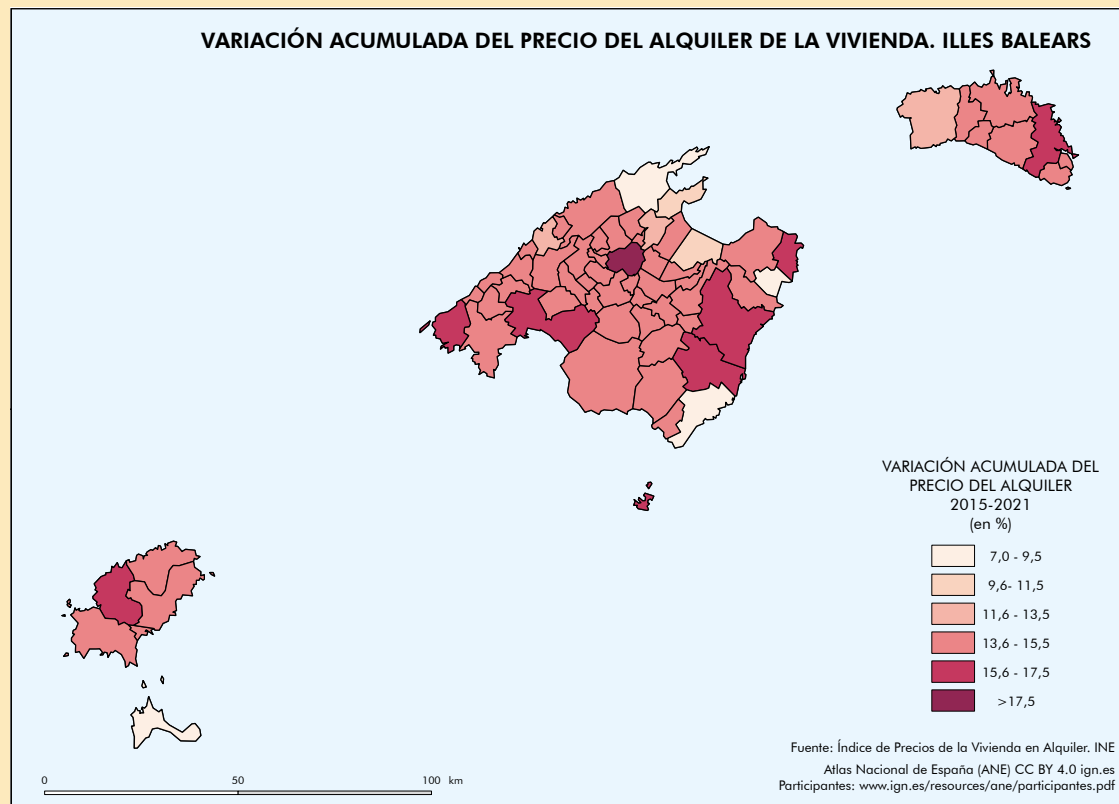 VARIACIÓN ACUMULADA DEL PRECIO DEL ALQUILER DE LA VIVIENDA. ILLES BALEARS
VARIACIÓN ACUMULADA DEL
PRECIO DEL ALQUILER
2015-2021
(en %)
7,0 - 9,5
9,6- 11,5
11,6 - 13,5
13,6 - 15,5
15,6 - 17,5
>17,5
Fuente: Índice de Precios de la Vivienda en Alquiler. INE
Atlas Nacional de España (ANE) CC BY 4.0 ign.es
Participantes: www.ign.es/resources/ane/participantes.pdf
0 50 100 km